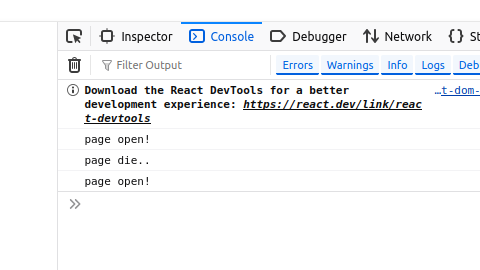 Inspector Console Debugger Network {} St
Filter Output Errors Warnings Info Logs Deb
Download the React DevTools for a better …t-dom-
development experience: https://react.dev/link/reac
t-devtools
page open!
page die..
page open!